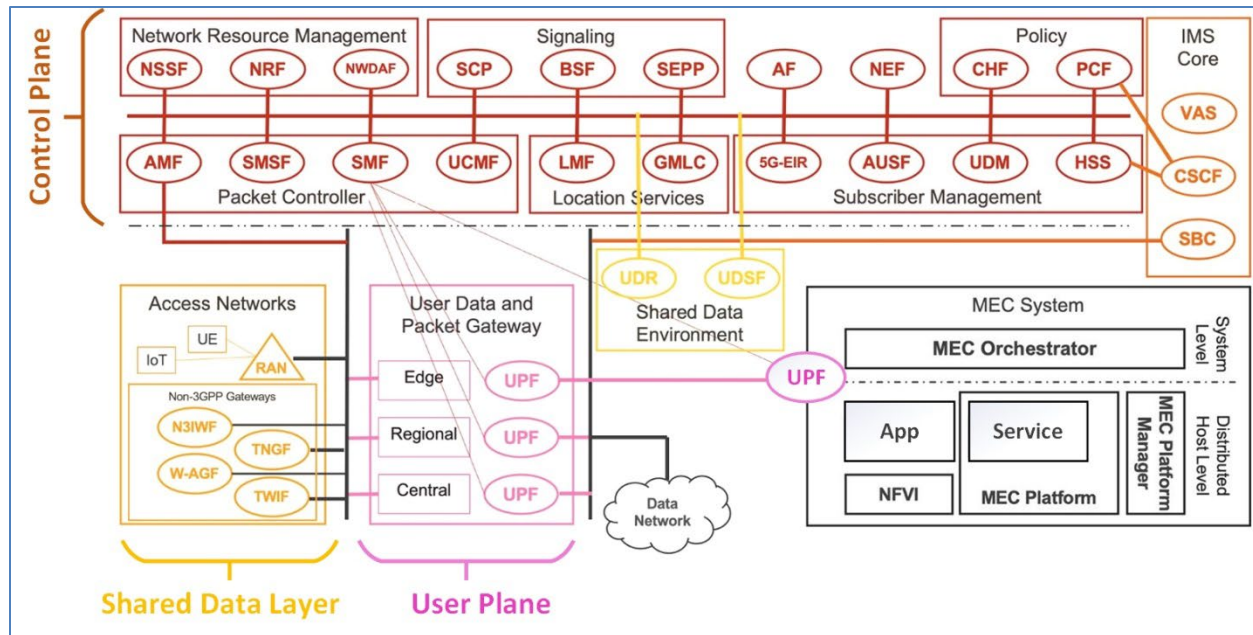 Control Plane
Network Resource Management
NSSF
NRF
NWDAF
Signaling
SCP
BSF
SEPP
AF
NEF
Policy
CHF
PCF
IMS
Core
VAS
CSCF
SBC
AMF
SMSF
SMF
UCMF
Packet Controller
LMF
GMLC
Location Services
5G-EIR
AUSF
UDM
HSS
Subscriber Management
Access Networks
UE
IoT
RAN
Non-3GPP Gateways
N3IWF
TNGF
W-AGF
TWIF
User Data and
Packet Gateway
Edge
UPF
Regional
UPF
Central
UPF
UDR
UDSF
Shared Data
Environment
Data
Network
UPF
MEC System
MEC Orchestrator
System
Level
App
Service
NFVI
MEC Platform
MEC Platform
Manager
Distributed
Host Level
Shared Data Layer
User Plane